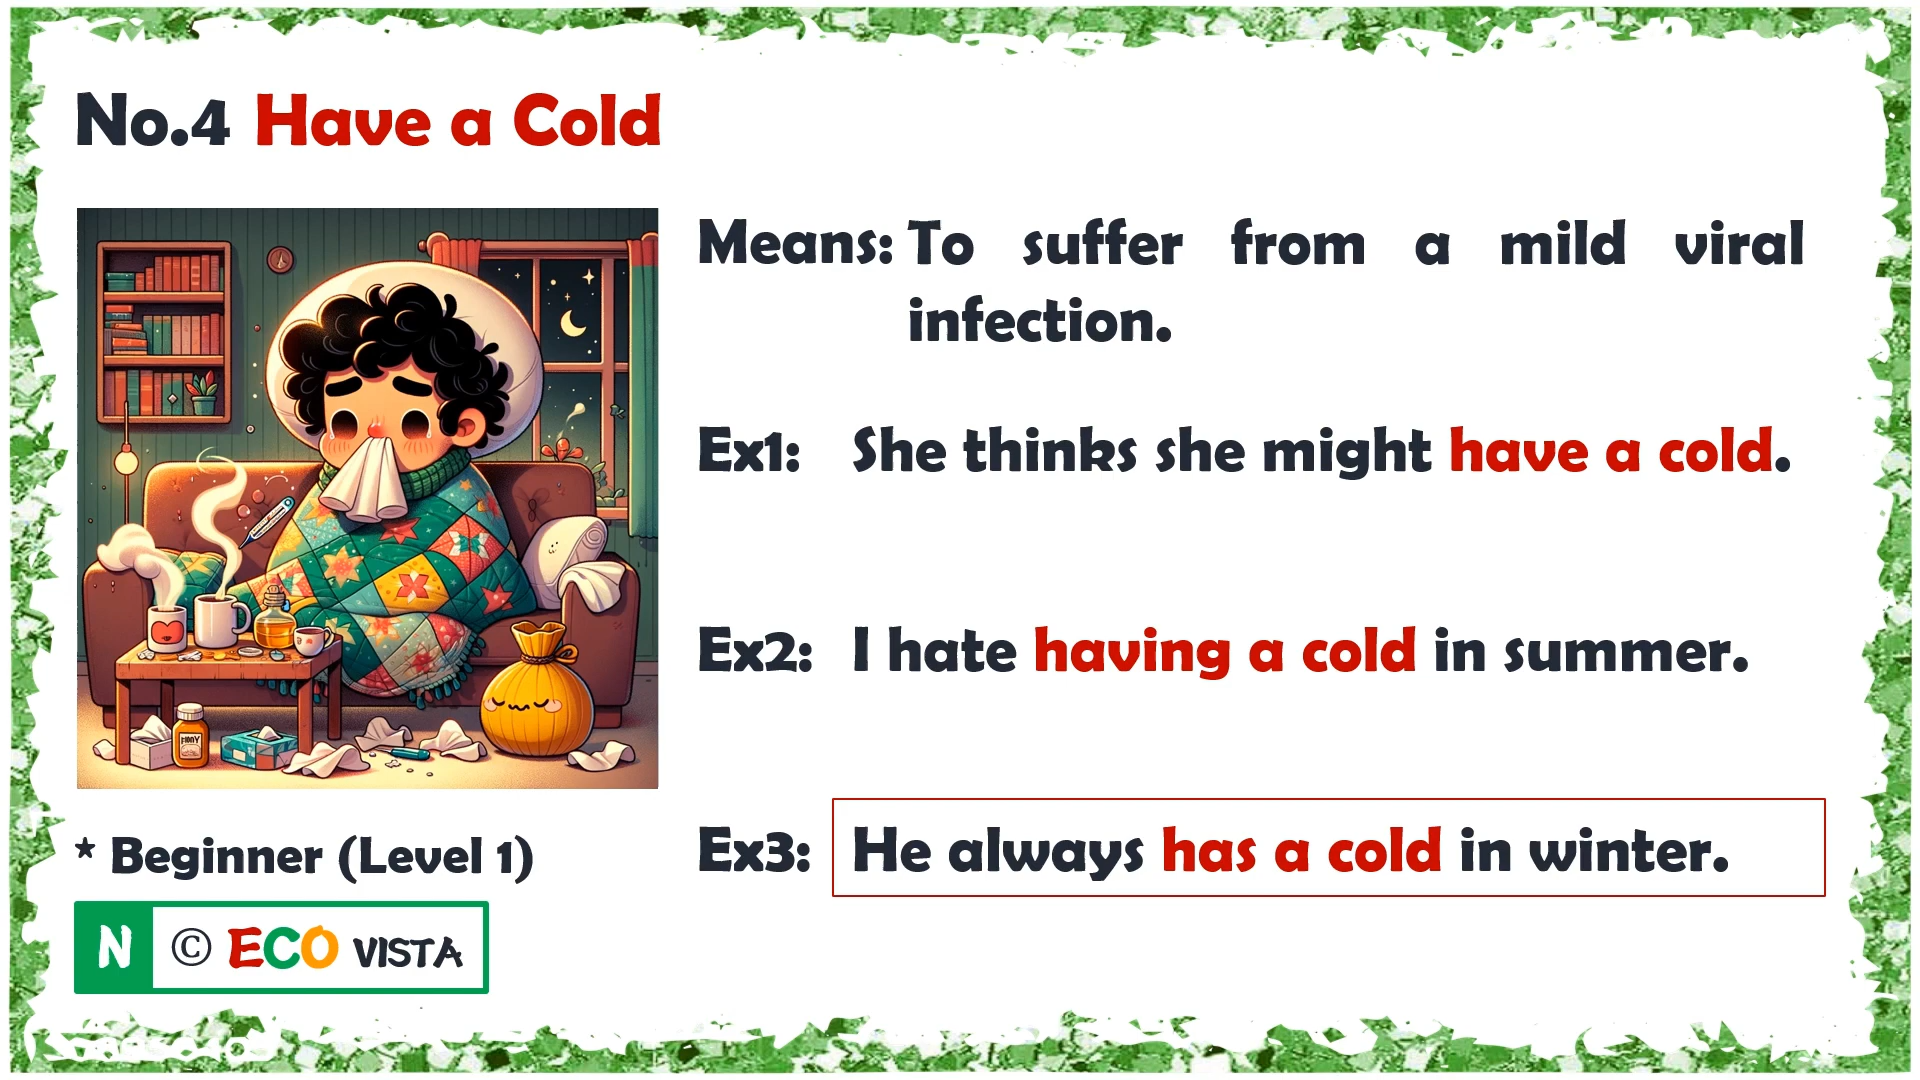 No.4 Have a Cold
Means: To suffer from a mild viral
infection.
Ex1: She thinks she might have a cold.
Ex2: I hate having a cold in summer.
Ex3: He always has a cold in winter.
* Beginner (Level 1)
N © ECO VISTA